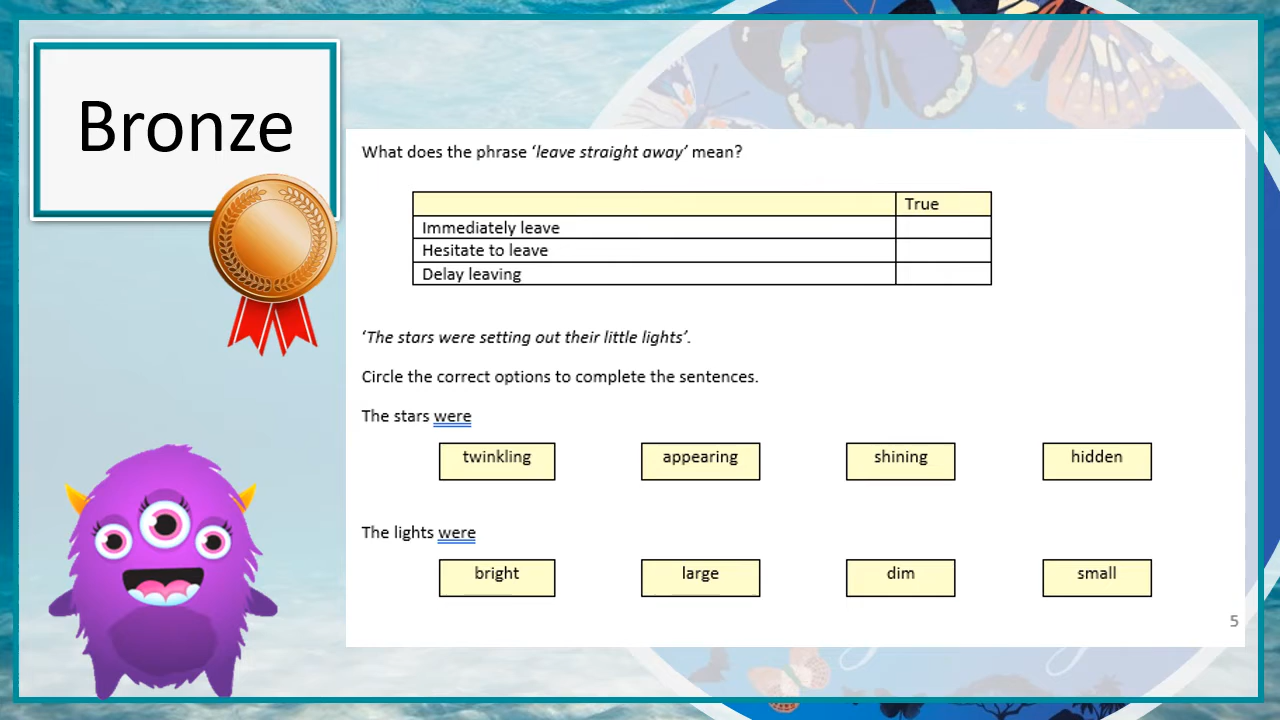 Bronze
What does the phrase ‘leave straight away’ mean?
True
Immediately leave
Hesitate to leave
Delay leaving
‘The stars were setting out their little lights’.
Circle the correct options to complete the sentences.
The stars were
twinkling appearing shining hidden
The lights were
bright large dim small
5